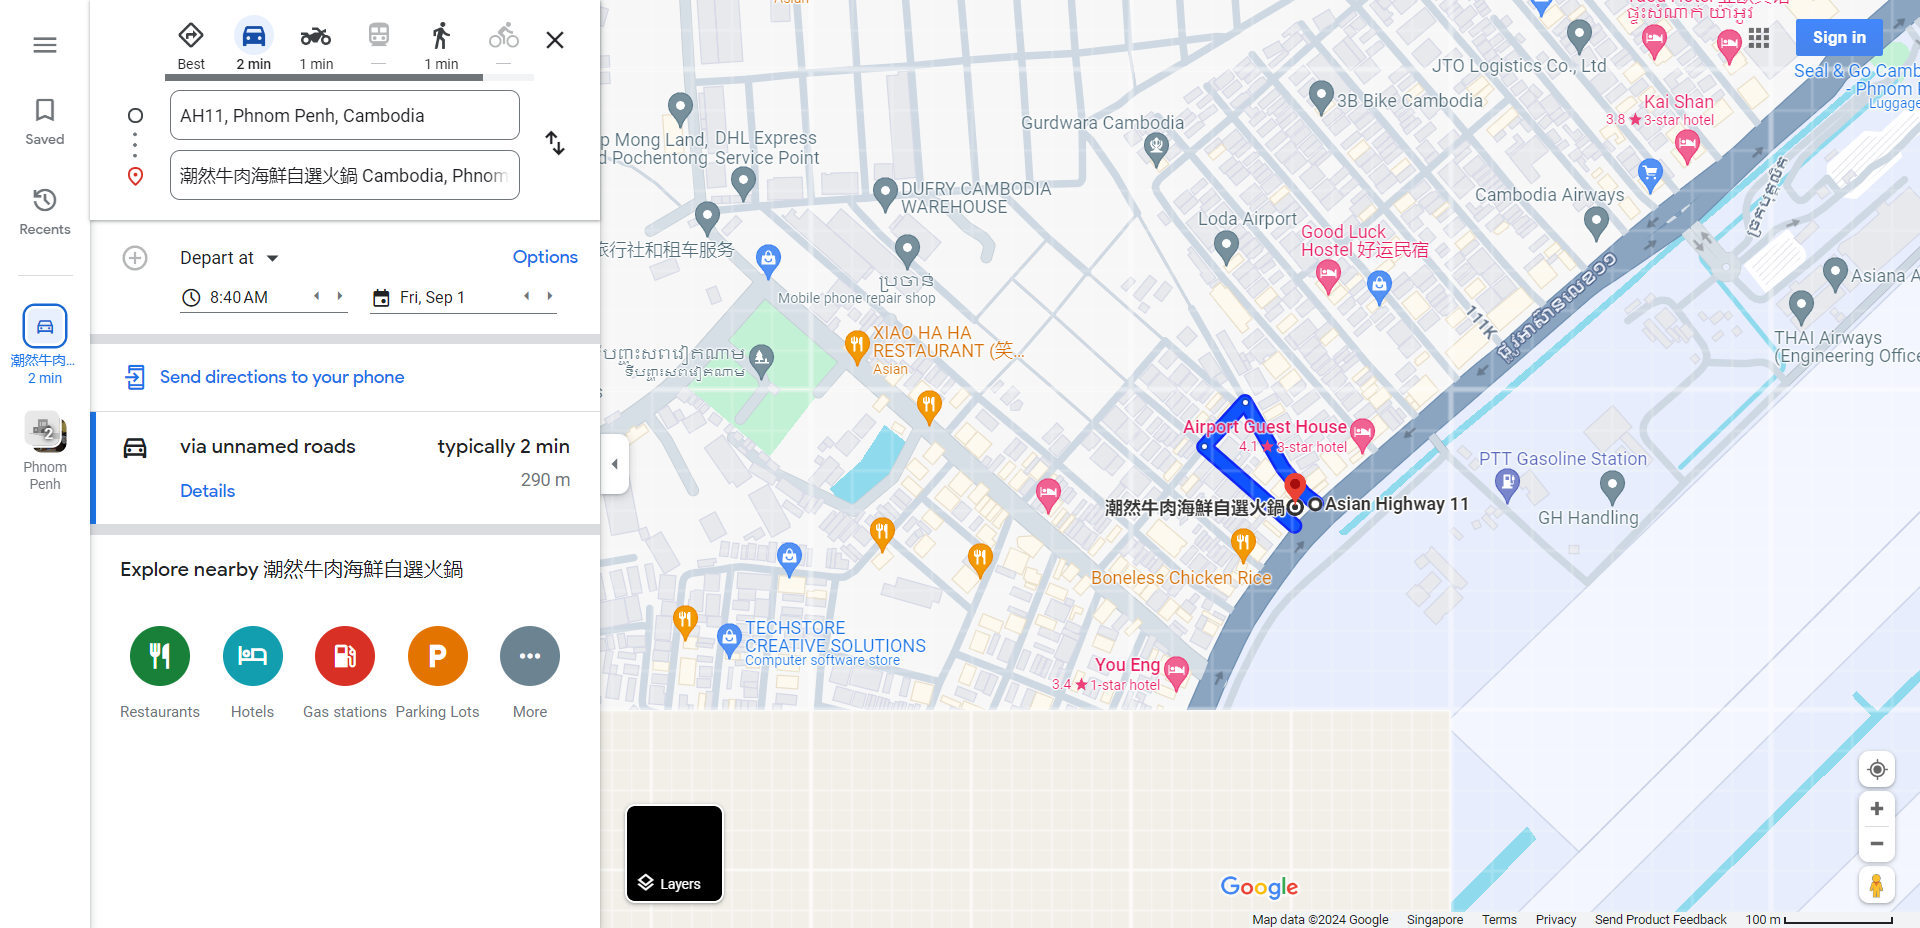 Best
2 min
1 min
—
1 min
—
Saved
Recents
潮然牛肉...
2 min
2
Phnom
Penh
AH11, Phnom Penh, Cambodia
潮然牛肉海鮮自選火鍋 Cambodia, Phnom
Depart at
Options
8:40 AM
Fri, Sep 1
Send directions to your phone
via unnamed roads
typically 2 min
290 m
Details
Explore nearby 潮然牛肉海鮮自選火鍋
Restaurants
Hotels
Gas stations
P
Parking Lots
More
Sign in
Asian
JTO Logistics Co., Ltd
Seal & Go Camb
- Phnom
Luggage
3B Bike Cambodia
Kai Shan
3.8 ★ 3-star hotel
Gurdwara Cambodia
p Mong Land,
d Pochentong
DHL Express
Service Point
DUFRY CAMBODIA
WAREHOUSE
Cambodia Airways
Loda Airport
Good Luck
Hostel 好运民宿
旅行社和租车服务
ប្រចាន់
Mobile phone repair shop
Asiana A
111K
XIAO HA HA
RESTAURANT (笑...
Asian
THAI Airways
(Engineering Office
Airport Guest House
4.1 ★ 3-star hotel
PTT Gasoline Station
潮然牛肉海鮮自選火鍋
Asian Highway 11
GH Handling
Boneless Chicken Rice
TECHSTORE
CREATIVE SOLUTIONS
Computer software store
You Eng
3.4 ★ 1-star hotel
Layers
Google
Map data ©2024 Google
Singapore
Terms
Privacy
Send Product Feedback
100 m